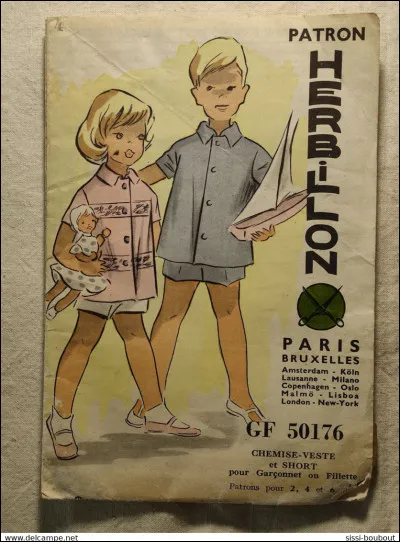 PATRON
HERBILLON
PARIS
BRUXELLES
Amsterdam - Köln
Lausanne - Milano
Copenhagen - Oslo
Malmö - Lisboa
London - New-York
GF 50176
CHEMISE-VESTE
et SHORT
pour Garçonnet ou Fillette
Patrons pour 2, 4 et 6
https://www.delcampe.net
sissi-boubout